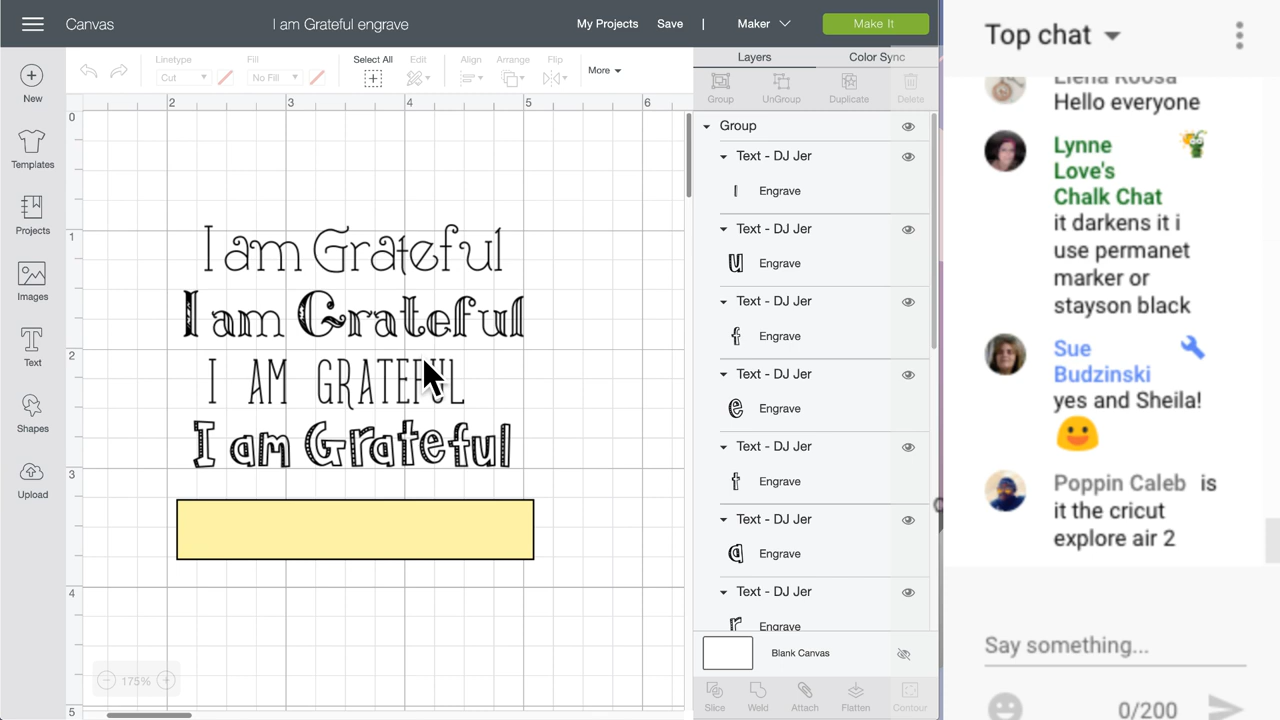 Canvas
I am Grateful engrave
My Projects
Save
|
Maker
Make It
New
Templates
Projects
Images
Text
Shapes
Upload
Linetype
Cut
Fill
No Fill
Select All
Edit
Align
Arrange
Flip
More
2 3 4 5 6
0
1
2
3
4
5
I am Grateful
I am Grateful
I AM GRATEFUL
I am Grateful
175%
Layers
Color Sync
Group
UnGroup
Duplicate
Delete
Group
Text - DJ Jer
l Engrave
Text - DJ Jer
u Engrave
Text - DJ Jer
f Engrave
Text - DJ Jer
e Engrave
Text - DJ Jer
t Engrave
Text - DJ Jer
a Engrave
Text - DJ Jer
r Engrave
Blank Canvas
Slice
Weld
Attach
Flatten
Contour
Top chat
Elena Roosa
Hello everyone
Lynne
Love's
Chalk Chat
it darkens it i
use permanet
marker or
stayson black
Sue
Budzinski
yes and Sheila!
Poppin Caleb is
it the cricut
explore air 2
Say something...
0/200